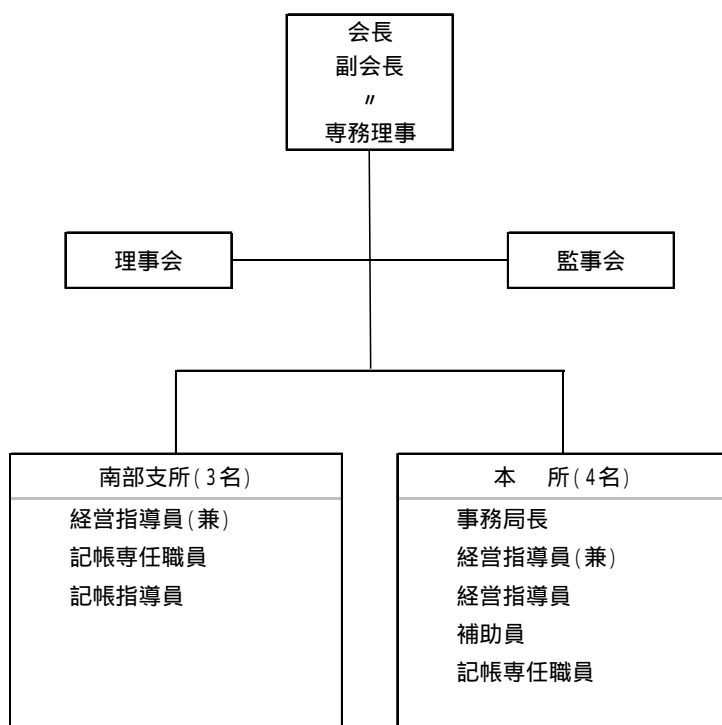 会長
副会長
〃
専務理事
理事会
監事会
南部支所(3名)
経営指導員(兼)
記帳専任職員
記帳指導員
本　所(4名)
事務局長
経営指導員(兼)
経営指導員
補助員
記帳専任職員